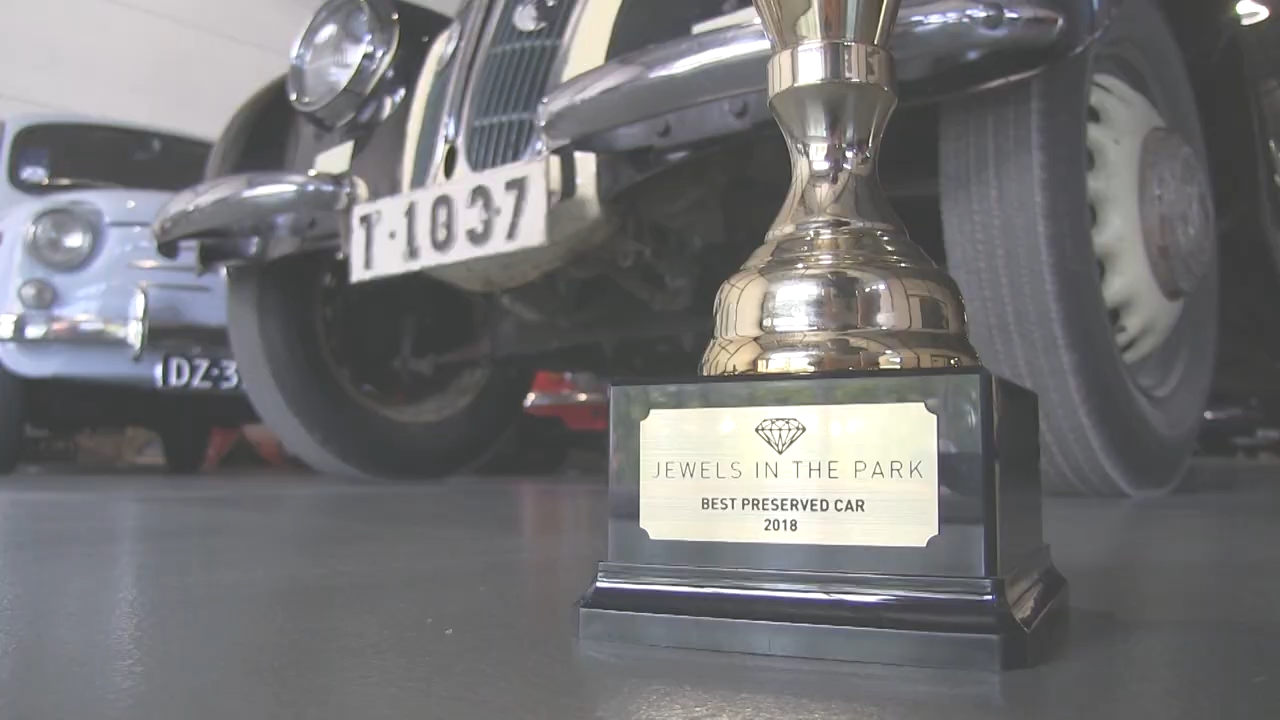 T·1037
DZ-3
JEWELS IN THE PARK
BEST PRESERVED CAR
2018